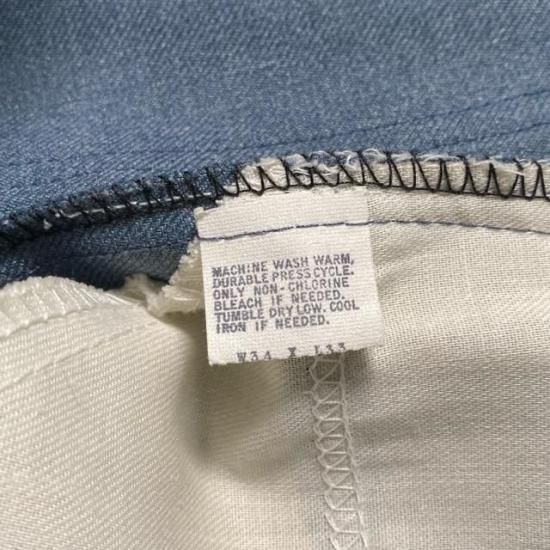 MACHINE WASH WARM,
DURABLE PRESS CYCLE.
ONLY NON-CHLORINE
BLEACH IF NEEDED.
TUMBLE DRY LOW. COOL
IRON IF NEEDED.
W34 X L33